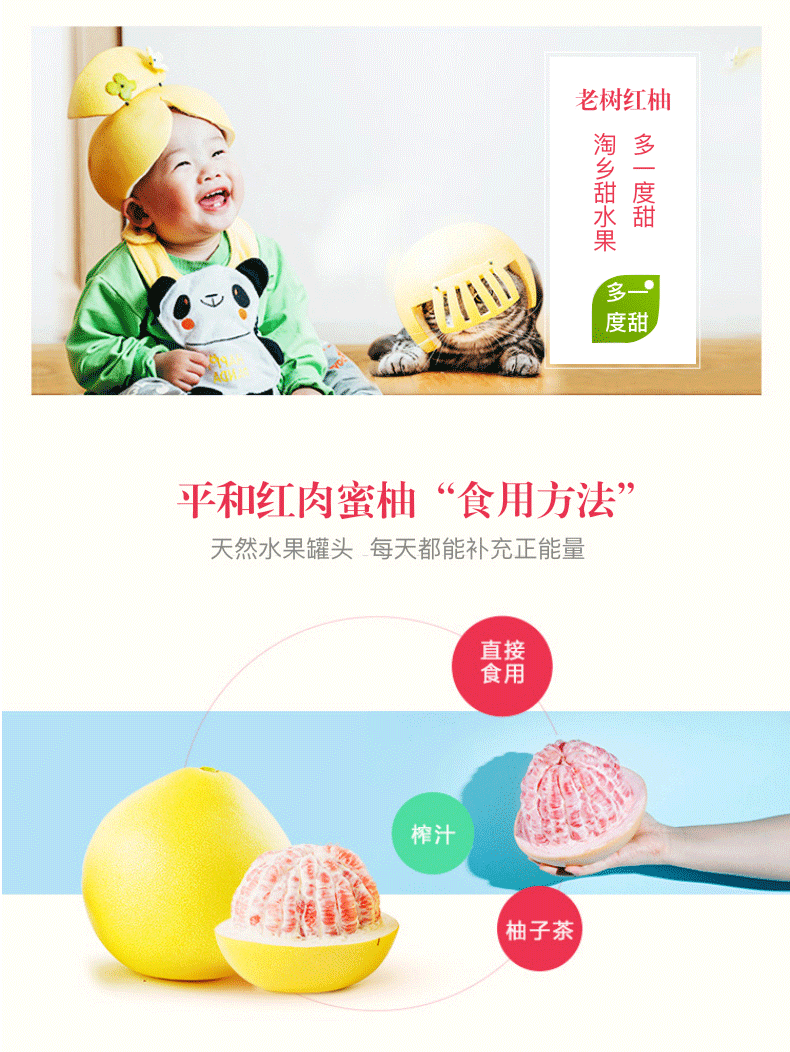 老树红柚
多一度甜
淘乡甜水果
多一
度甜
平和红肉蜜柚“食用方法”
天然水果罐头 每天都能补充正能量
直接
食用
榨汁
柚子茶